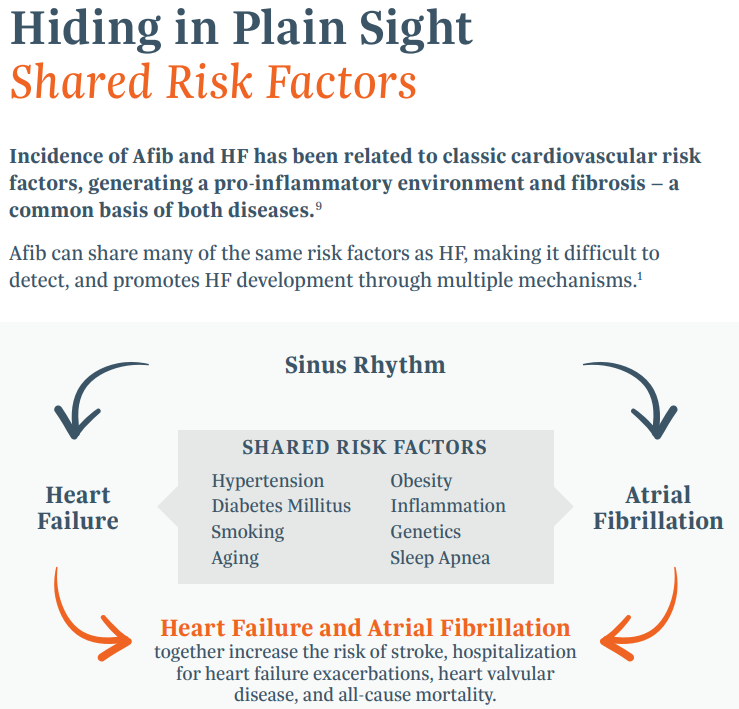 Hiding in Plain Sight
Shared Risk Factors
Incidence of Afib and HF has been related to classic cardiovascular risk
factors, generating a pro-inflammatory environment and fibrosis – a
common basis of both diseases.⁹
Afib can share many of the same risk factors as HF, making it difficult to
detect, and promotes HF development through multiple mechanisms.¹
Sinus Rhythm
SHARED RISK FACTORS
Hypertension
Diabetes Millitus
Smoking
Aging
Obesity
Inflammation
Genetics
Sleep Apnea
Heart
Failure
Atrial
Fibrillation
Heart Failure and Atrial Fibrillation
together increase the risk of stroke, hospitalization
for heart failure exacerbations, heart valvular
disease, and all-cause mortality.